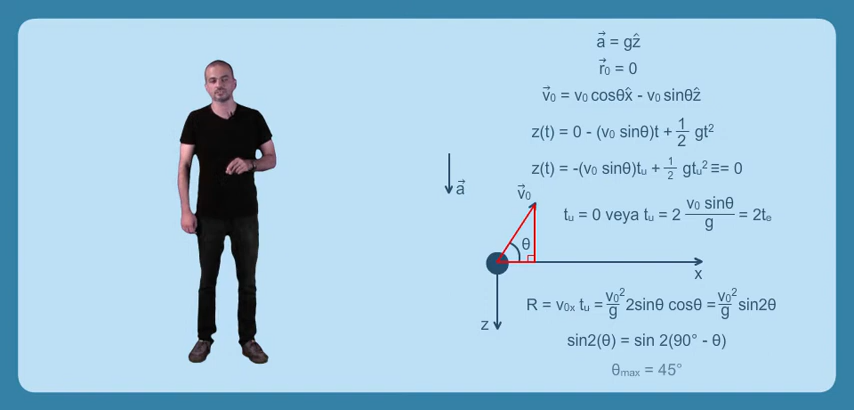 a⃗ = gẑ
r⃗₀ = 0
v⃗₀ = v₀ cosθx̂ - v₀ sinθẑ
z(t) = 0 - (v₀ sinθ)t + 1/2 gt²
z(t) = -(v₀ sinθ)tᵤ + 1/2 gtᵤ² ≡= 0
a⃗
v⃗₀
tᵤ = 0 veya tᵤ = 2 v₀ sinθ/g = 2tₑ
θ
x
z
R = v₀ₓ tᵤ = v₀²/g 2sinθ cosθ = v₀²/g sin2θ
sin2(θ) = sin 2(90° - θ)
θmax = 45°